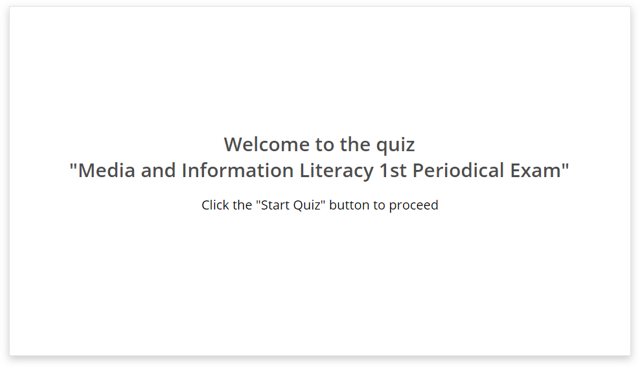 Welcome to the quiz
"Media and Information Literacy 1st Periodical Exam"
Click the "Start Quiz" button to proceed